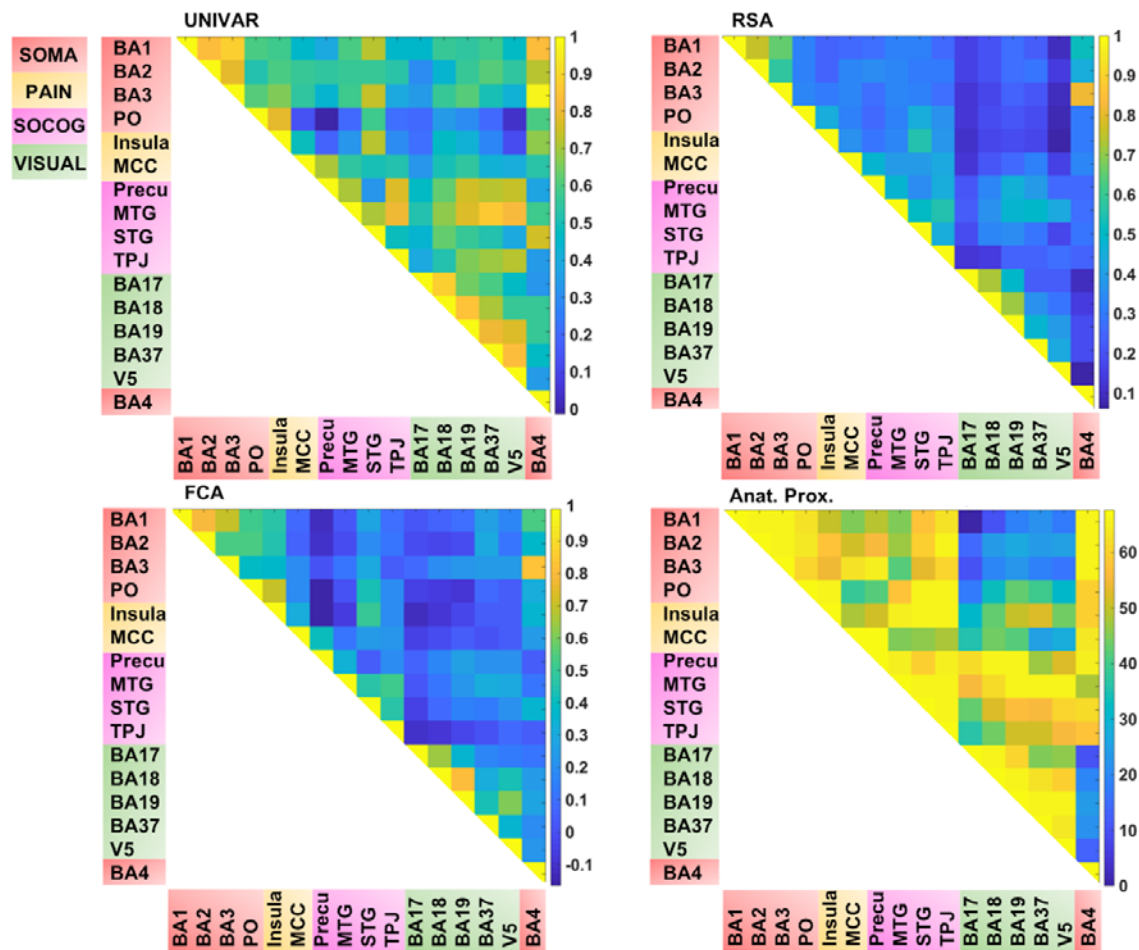 UNIVAR
RSA
SOMA
PAIN
SOCOG
VISUAL
BA1
BA2
BA3
PO
Insula
MCC
Precu
MTG
STG
TPJ
BA17
BA18
BA19
BA37
V5
BA4
1
0.9
0.8
0.7
0.6
0.5
0.4
0.3
0.2
0.1
0
BA1
BA2
BA3
PO
Insula
MCC
Precu
MTG
STG
TPJ
BA17
BA18
BA19
BA37
V5
BA4
BA1
BA2
BA3
PO
Insula
MCC
Precu
MTG
STG
TPJ
BA17
BA18
BA19
BA37
V5
BA4
1
0.9
0.8
0.7
0.6
0.5
0.4
0.3
0.2
0.1
BA1
BA2
BA3
PO
Insula
MCC
Precu
MTG
STG
TPJ
BA17
BA18
BA19
BA37
V5
BA4
FCA
Anat. Prox.
BA1
BA2
BA3
PO
Insula
MCC
Precu
MTG
STG
TPJ
BA17
BA18
BA19
BA37
V5
BA4
1
0.9
0.8
0.7
0.6
0.5
0.4
0.3
0.2
0.1
0
-0.1
BA1
BA2
BA3
PO
Insula
MCC
Precu
MTG
STG
TPJ
BA17
BA18
BA19
BA37
V5
BA4
BA1
BA2
BA3
PO
Insula
MCC
Precu
MTG
STG
TPJ
BA17
BA18
BA19
BA37
V5
BA4
60
50
40
30
20
10
0
BA1
BA2
BA3
PO
Insula
MCC
Precu
MTG
STG
TPJ
BA17
BA18
BA19
BA37
V5
BA4